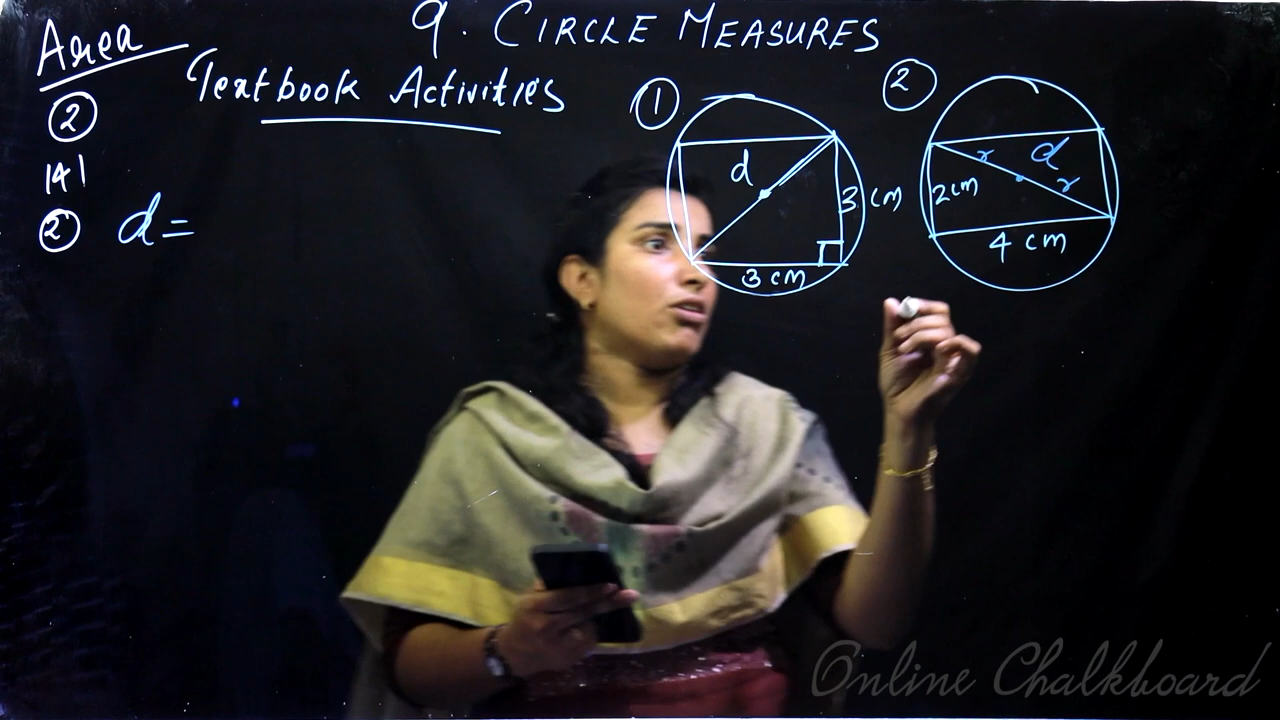 9. CIRCLE MEASURES
Area
Textbook Activities
②
141
② d=
①
d
3 cm
3 cm
②
r d
r
2cm
4 cm
Online Chalkboard